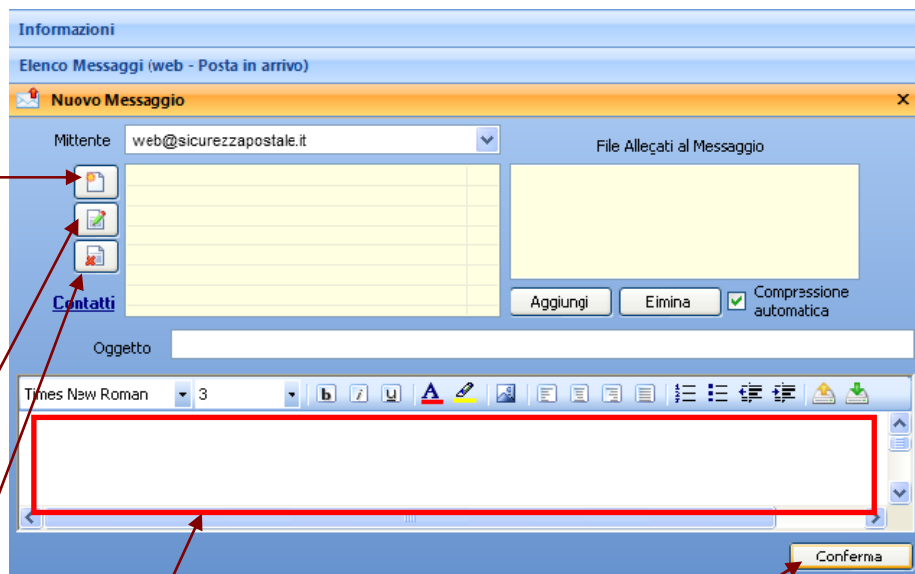 Informazioni
Elenco Messaggi (web - Posta in arrivo)
Nuovo Messaggio x
Mittente web@sicurezzapostale.it
File Allegati al Messaggio
Contatti
Aggiungi Eimina Compressione
automatica
Oggetto
Times New Roman 3 b i u A
Conferma